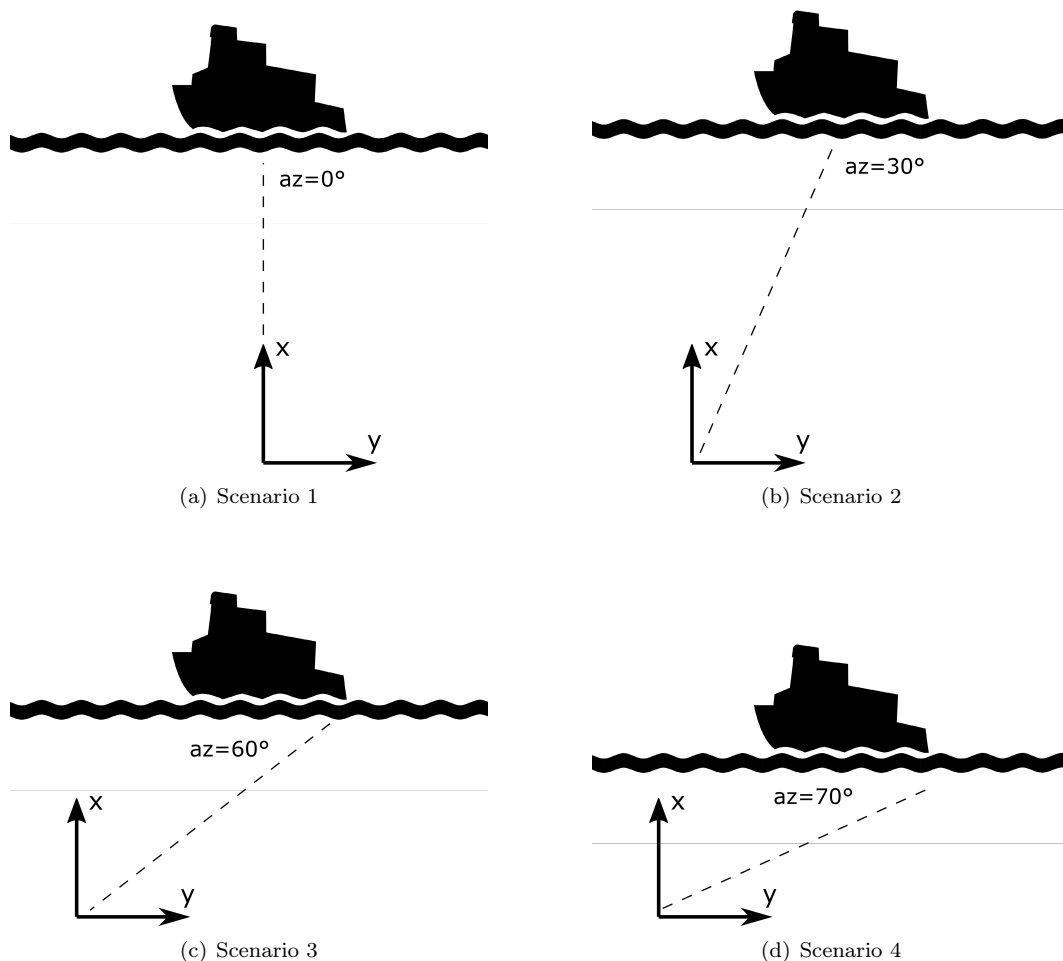 az=0°
x
y
(a) Scenario 1
az=30°
x
y
(b) Scenario 2
az=60°
x
y
(c) Scenario 3
az=70°
x
y
(d) Scenario 4